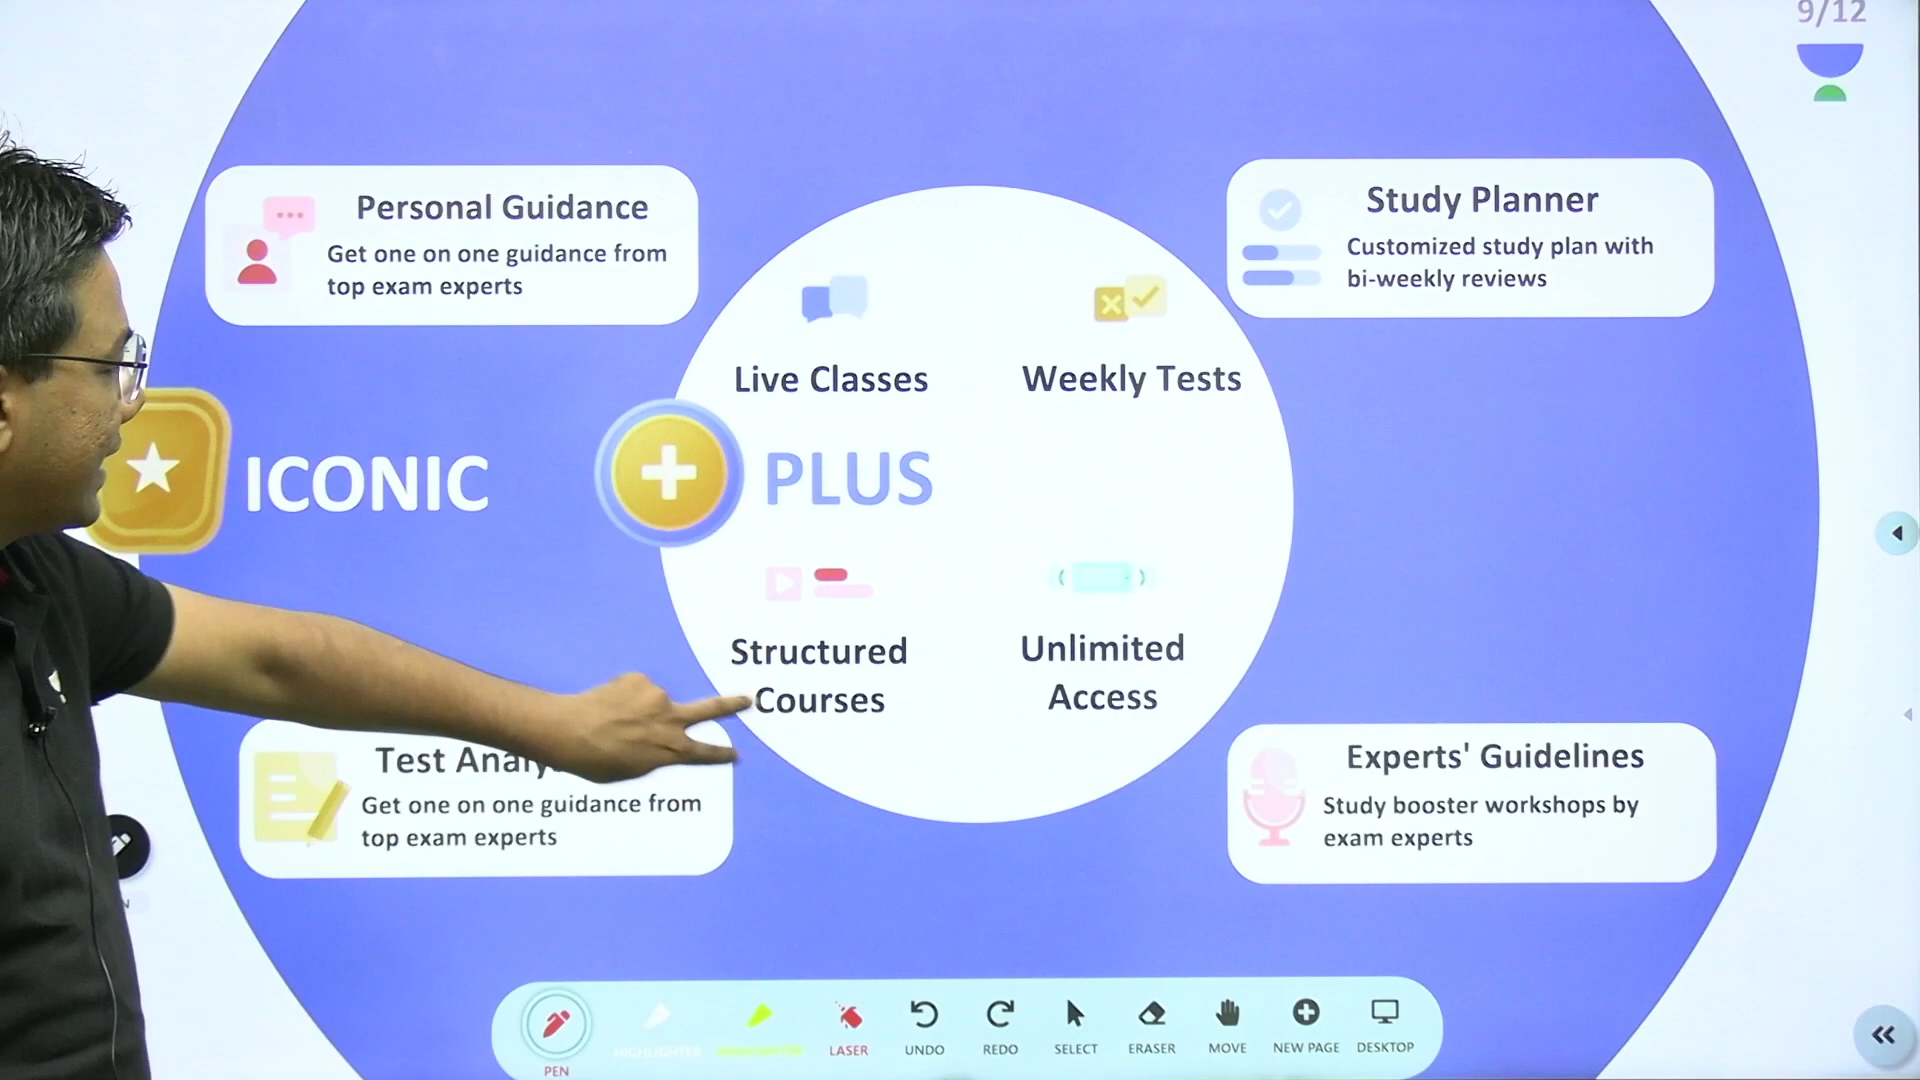 9/12
Personal Guidance
Get one on one guidance from
top exam experts
Study Planner
Customized study plan with
bi-weekly reviews
Live Classes
Weekly Tests
ICONIC
PLUS
Structured
Courses
Unlimited
Access
Test
Get one on one guidance from
top exam experts
Experts' Guidelines
Study booster workshops by
exam experts
PEN
HIGHLIGHTER
LASER
UNDO
REDO
SELECT
ERASER
MOVE
NEW PAGE
DESKTOP